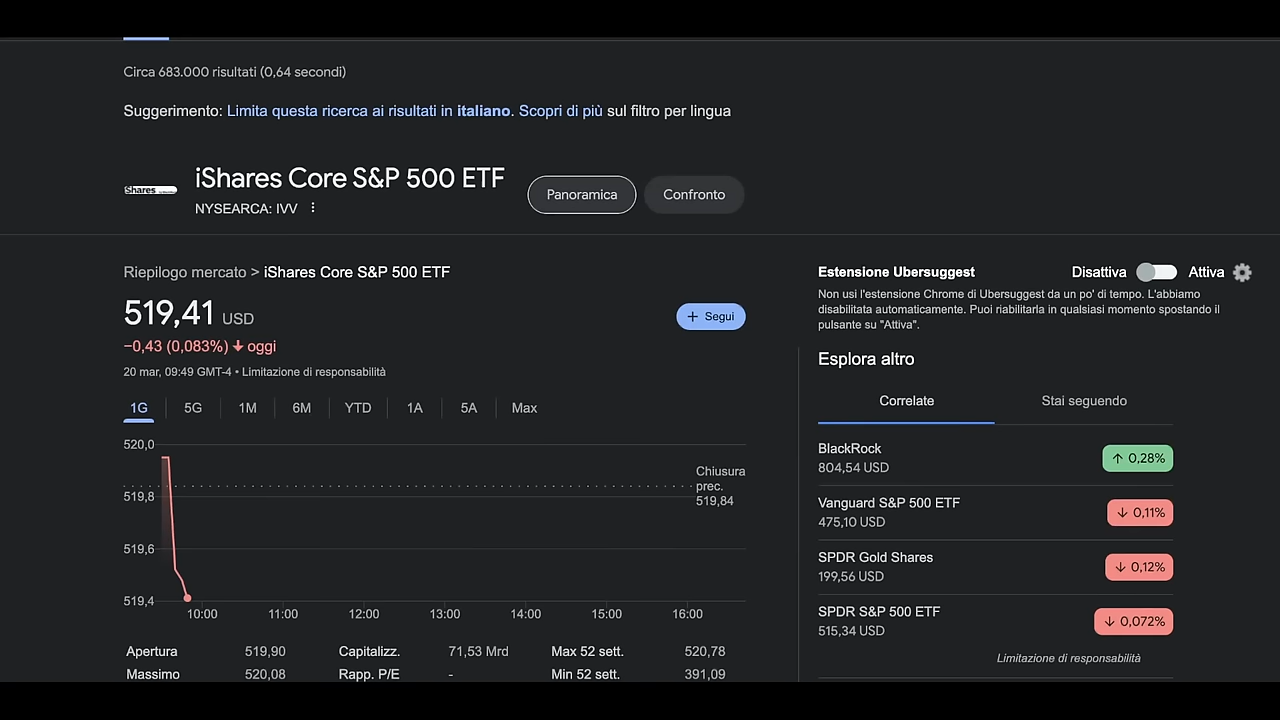 Circa 683.000 risultati (0,64 secondi)
Suggerimento: Limita questa ricerca ai risultati in italiano. Scopri di più sul filtro per lingua
iShares
iShares Core S&P 500 ETF
NYSEARCA: IVV
Panoramica
Confronto
Riepilogo mercato > iShares Core S&P 500 ETF
519,41 USD
−0,43 (0,083%) ↓ oggi
20 mar, 09:49 GMT-4 • Limitazione di responsabilità
+ Segui
1G 5G 1M 6M YTD 1A 5A Max
520,0
519,8
519,6
519,4
Chiusura
prec.
519,84
10:00 11:00 12:00 13:00 14:00 15:00 16:00
Apertura 519,90 Capitalizz. 71,53 Mrd Max 52 sett. 520,78
Massimo 520,08 Rapp. P/E - Min 52 sett. 391,09
Estensione Ubersuggest Disattiva Attiva
Non usi l'estensione Chrome di Ubersuggest da un po' di tempo. L'abbiamo
disabilitata automaticamente. Puoi riabilitarla in qualsiasi momento spostando il
pulsante su "Attiva".
Esplora altro
Correlate Stai seguendo
BlackRock
804,54 USD
↑ 0,28%
Vanguard S&P 500 ETF
475,10 USD
↓ 0,11%
SPDR Gold Shares
199,56 USD
↓ 0,12%
SPDR S&P 500 ETF
515,34 USD
↓ 0,072%
Limitazione di responsabilità